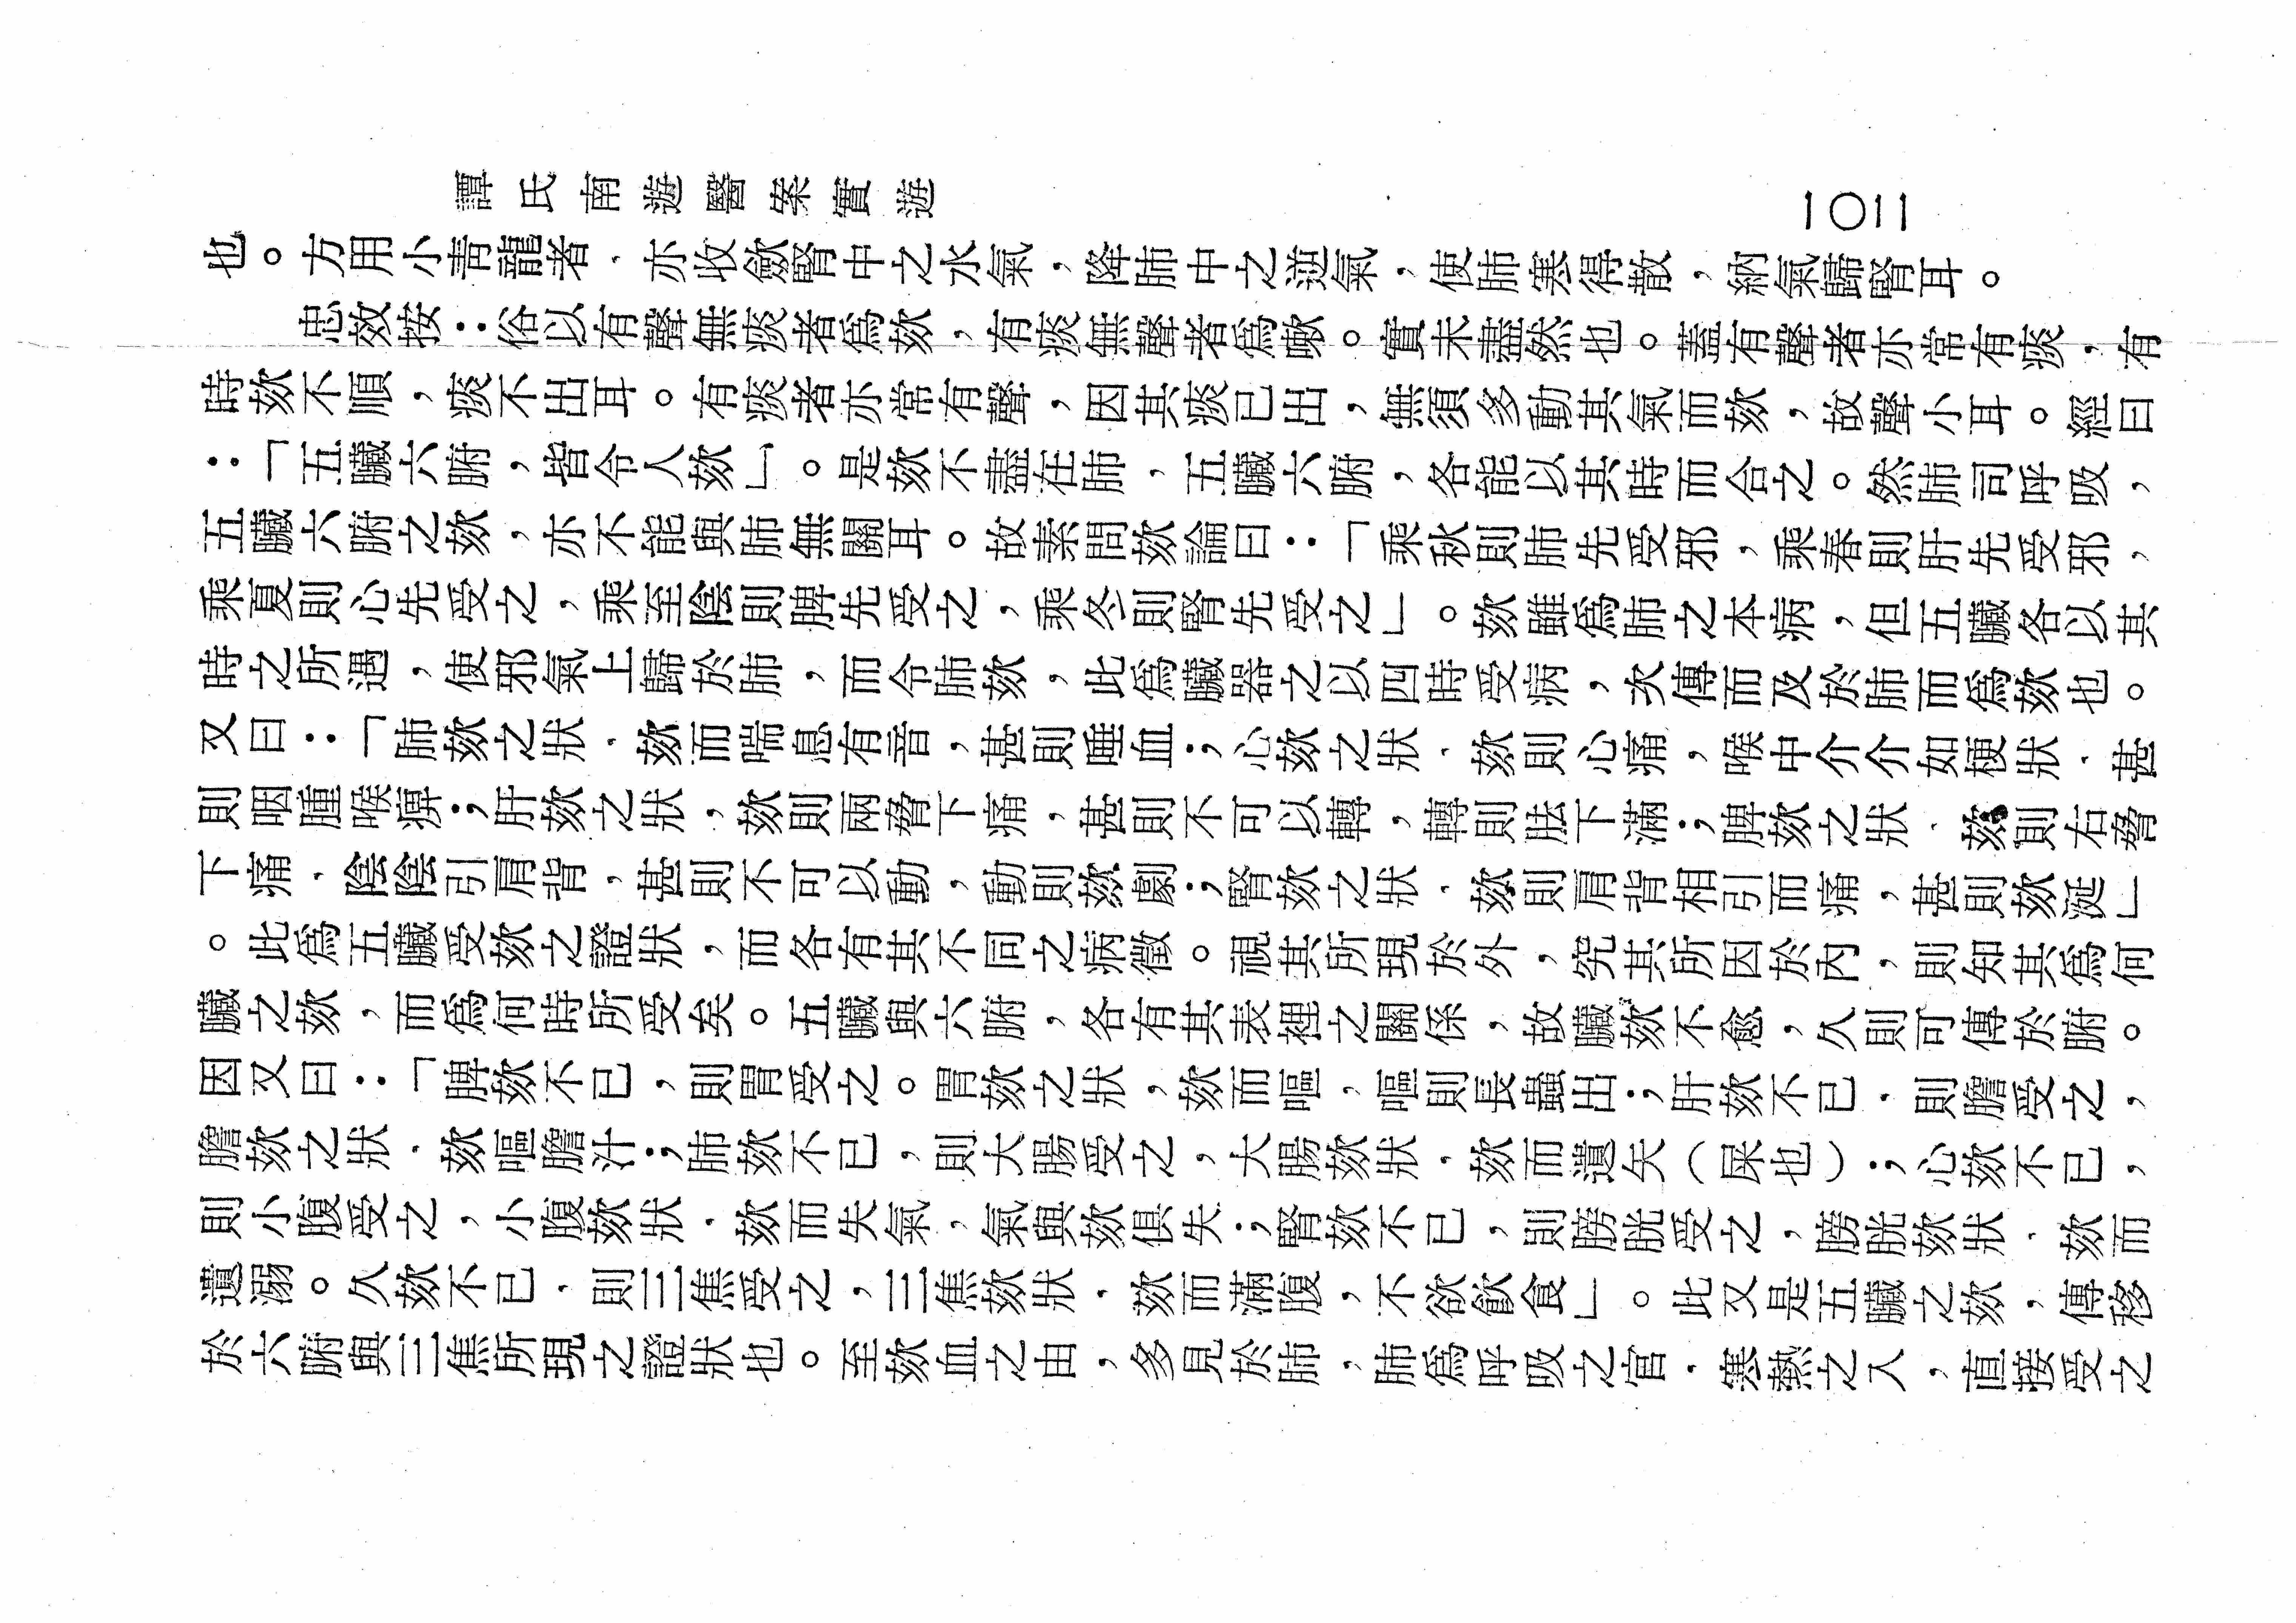 譚氏南遊醫案實遊
一〇二
也。方用小靑龍者，亦收歛腎中之水氣，降肺中之逆氣，使肺寒得散，納氣歸腎耳。
忠效按：俗以有聲無痰者爲欬，有痰無聲者爲嗽。實未盡然也。蓋有聲者亦常有痰，有
時欬不順，痰不出耳。有痰者亦常有聲，因其痰已出，無須多動其氣而欬，故聲小耳。經曰
：「五臟六腑，皆令人欬」。是欬不盡在肺，五臟六腑，各能以其時而合之。然肺司呼吸，
五臟六腑之欬，亦不能與肺無關耳。故素問欬論曰：「乘秋則肺先受邪，乘春則肝先受邪，
乘夏則心先受之，乘至陰則脾先受之，乘冬則腎先受之」。欬雖爲肺之本病，但五臟各以其
時之所遇，使邪氣上歸於肺，而令肺欬，此爲臟器之以四時受病，次傳而及於肺而爲欬也。
又曰：「肺欬之狀，欬而喘息有音，甚則唾血；心欬之狀，欬則心痛，喉中介介如梗狀，甚
則咽腫喉痹；肝欬之狀，欬則兩脅下痛，甚則不可以轉，轉則胠下滿；脾欬之狀，欬則右脅
下痛，陰陰引肩背，甚則不可以動，動則欬劇；腎欬之狀，欬則肩背相引而痛，甚則欬涎」
。此爲五臟受欬之證狀，而各有其不同之病徵。視其所現於外，究其所因於內，則知其爲何
臟之欬，而爲何時所受矣。五臟與六腑，各有其表裡之關係，故臟欬不愈，久則可傳於腑。
因又曰：「脾欬不已，則胃受之。胃欬之狀，欬而嘔，嘔則長蟲出；肝欬不已，則膽受之，
膽欬之狀，欬嘔膽汁；肺欬不已，則大腸受之，大腸欬狀，欬而遺矢（屎也）；心欬不已，
則小腹受之，小腹欬狀，欬而失氣，氣與欬俱失；腎欬不已，則膀胱受之，膀胱欬狀，欬而
遺溺。久欬不已，則三焦受之，三焦欬狀，欬而滿腹，不欲飮食」。此又是五臟之欬，傳移
於六腑與三焦所現之證狀也。至欬血之由，多見於肺，肺爲呼吸之官，寒熱之入，直接受之